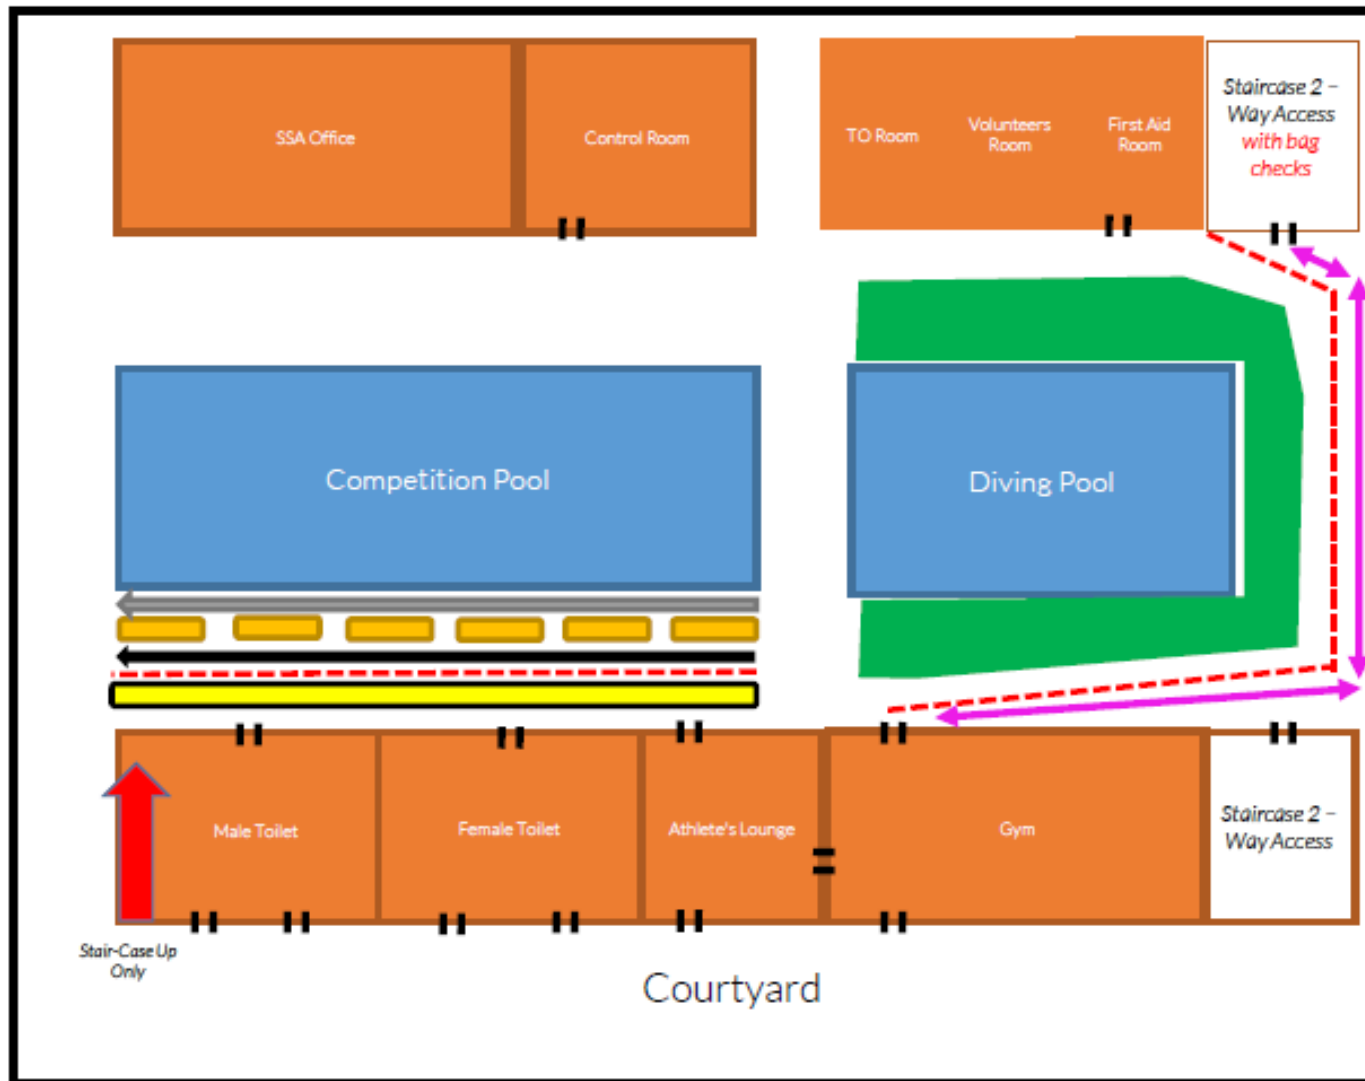 SSA Office
Control Room
TO Room
Volunteers
Room
First Aid
Room
Staircase 2 –
Way Access
with bag
checks
Competition Pool
Diving Pool
Male Toilet
Female Toilet
Athlete's Lounge
Gym
Staircase 2 –
Way Access
Stair-Case Up
Only
Courtyard